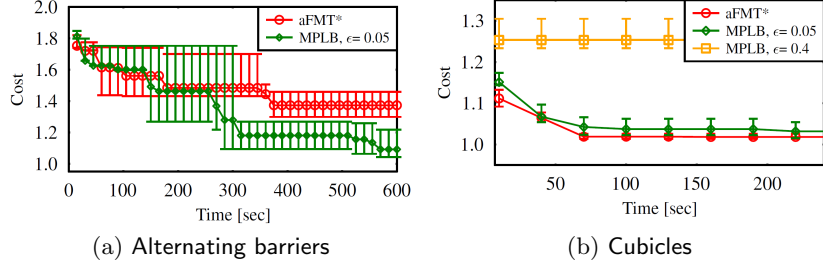 aFMT*
MPLB, ϵ= 0.05
1.8
1.6
1.4
1.2
1.0
Cost
0 100 200 300 400 500 600
Time [sec]
(a) Alternating barriers
aFMT*
MPLB, ϵ= 0.05
MPLB, ϵ= 0.4
1.3
1.2
1.1
1.0
Cost
50 100 150 200
Time [sec]
(b) Cubicles